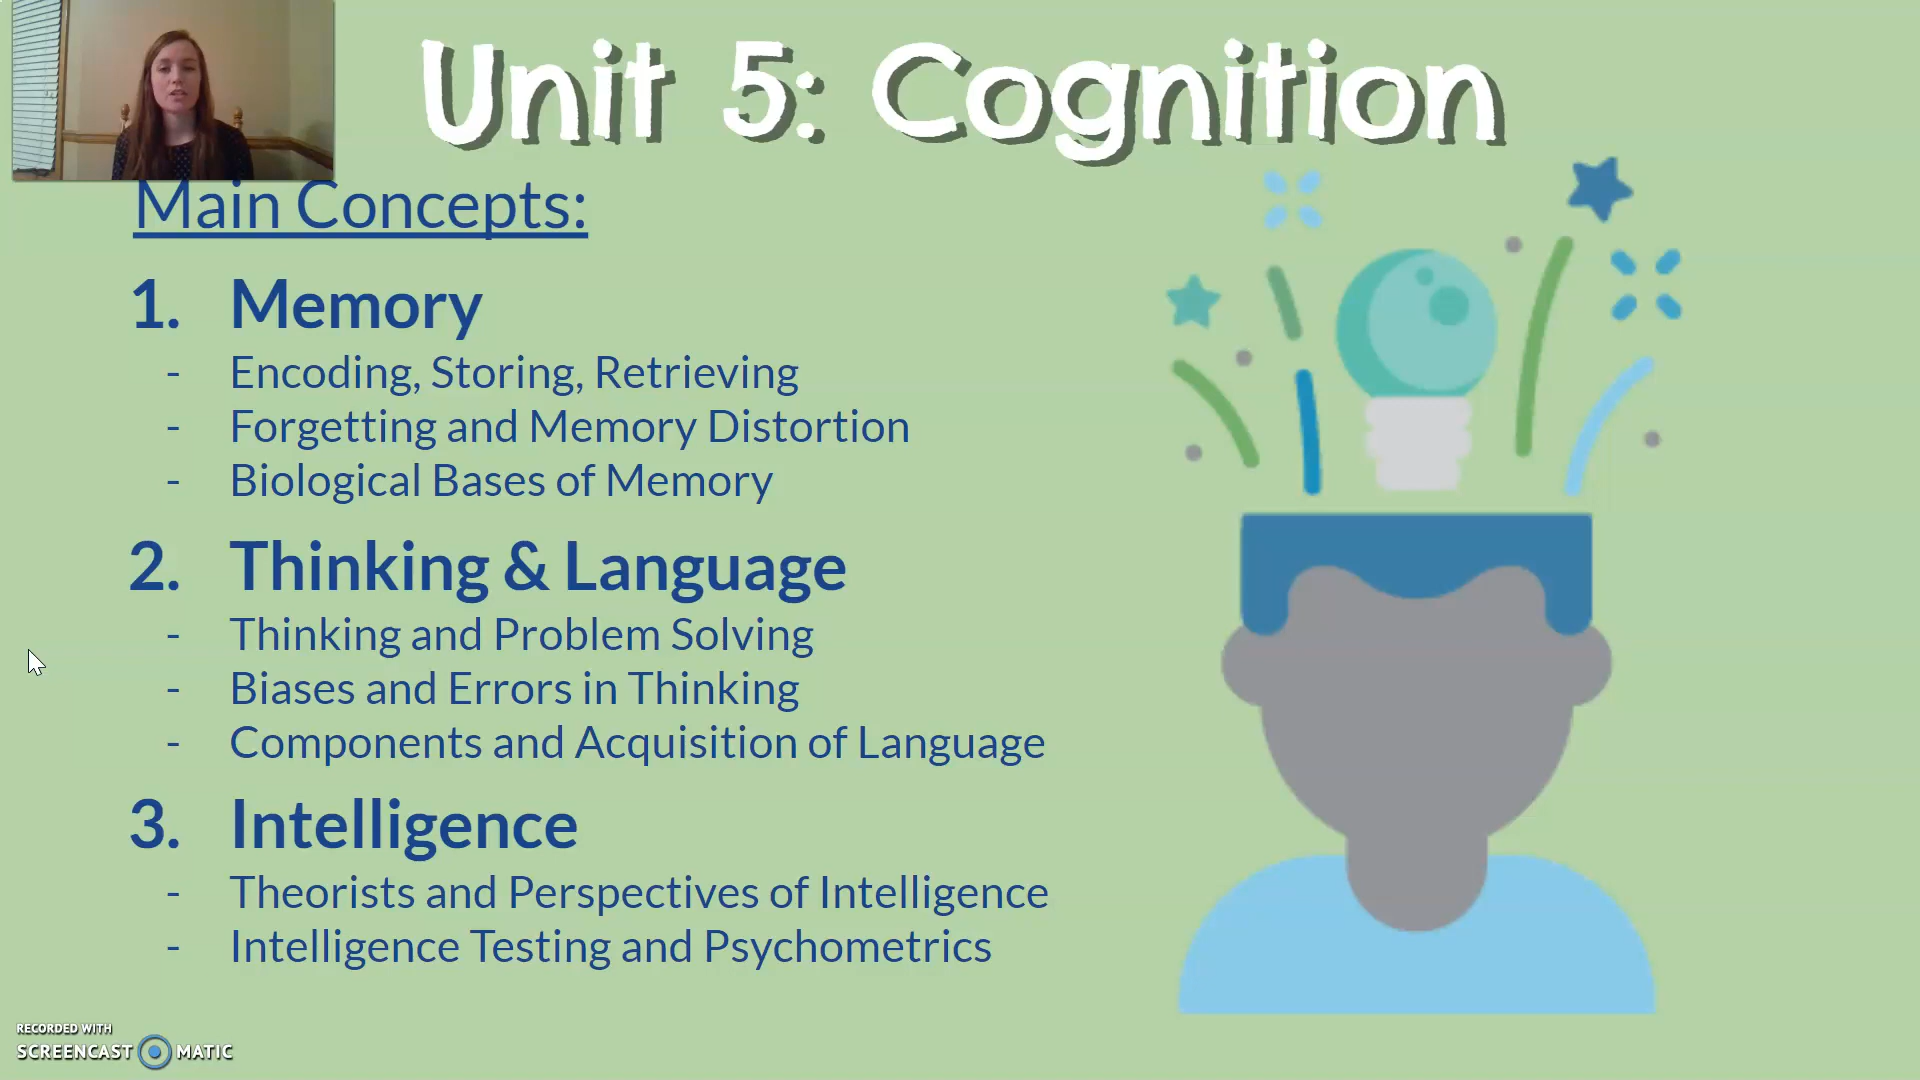 Unit 5: Cognition
Main Concepts:
1. Memory
- Encoding, Storing, Retrieving
- Forgetting and Memory Distortion
- Biological Bases of Memory
2. Thinking & Language
- Thinking and Problem Solving
- Biases and Errors in Thinking
- Components and Acquisition of Language
3. Intelligence
- Theorists and Perspectives of Intelligence
- Intelligence Testing and Psychometrics
RECORDED WITH
SCREENCAST MATIC